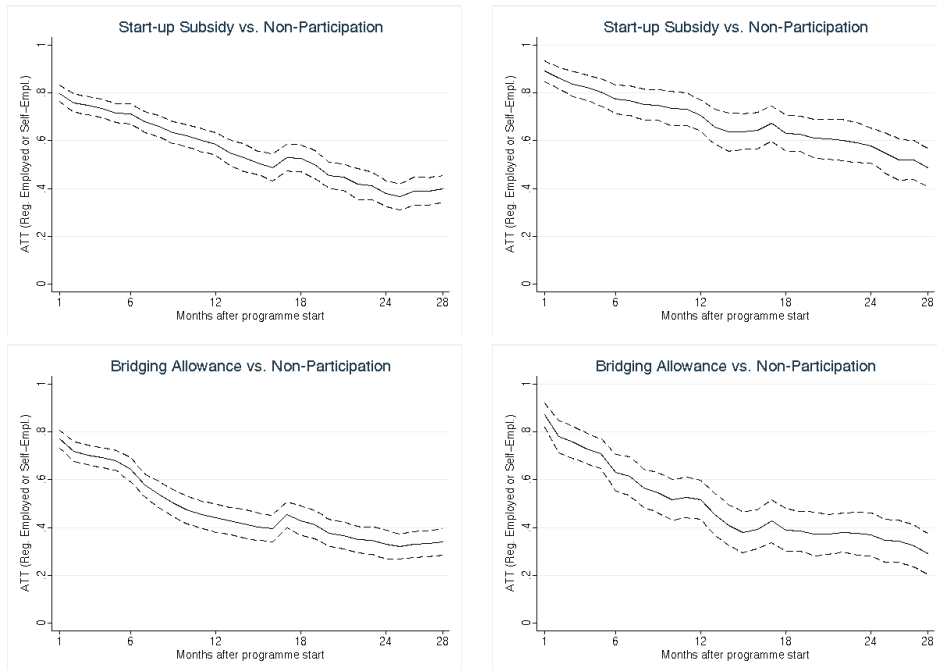 Start-up Subsidy vs. Non-Participation
ATT (Reg. Employed or Self-Empl.)
1
.8
.6
.4
.2
0
1 6 12 18 24 28
Months after programme start
Start-up Subsidy vs. Non-Participation
ATT (Reg. Employed or Self-Empl.)
1
.8
.6
.4
.2
0
1 6 12 18 24 28
Months after programme start
Bridging Allowance vs. Non-Participation
ATT (Reg. Employed or Self-Empl.)
1
.8
.6
.4
.2
0
1 6 12 18 24 28
Months after programme start
Bridging Allowance vs. Non-Participation
ATT (Reg. Employed or Self-Empl.)
1
.8
.6
.4
.2
0
1 6 12 18 24 28
Months after programme start